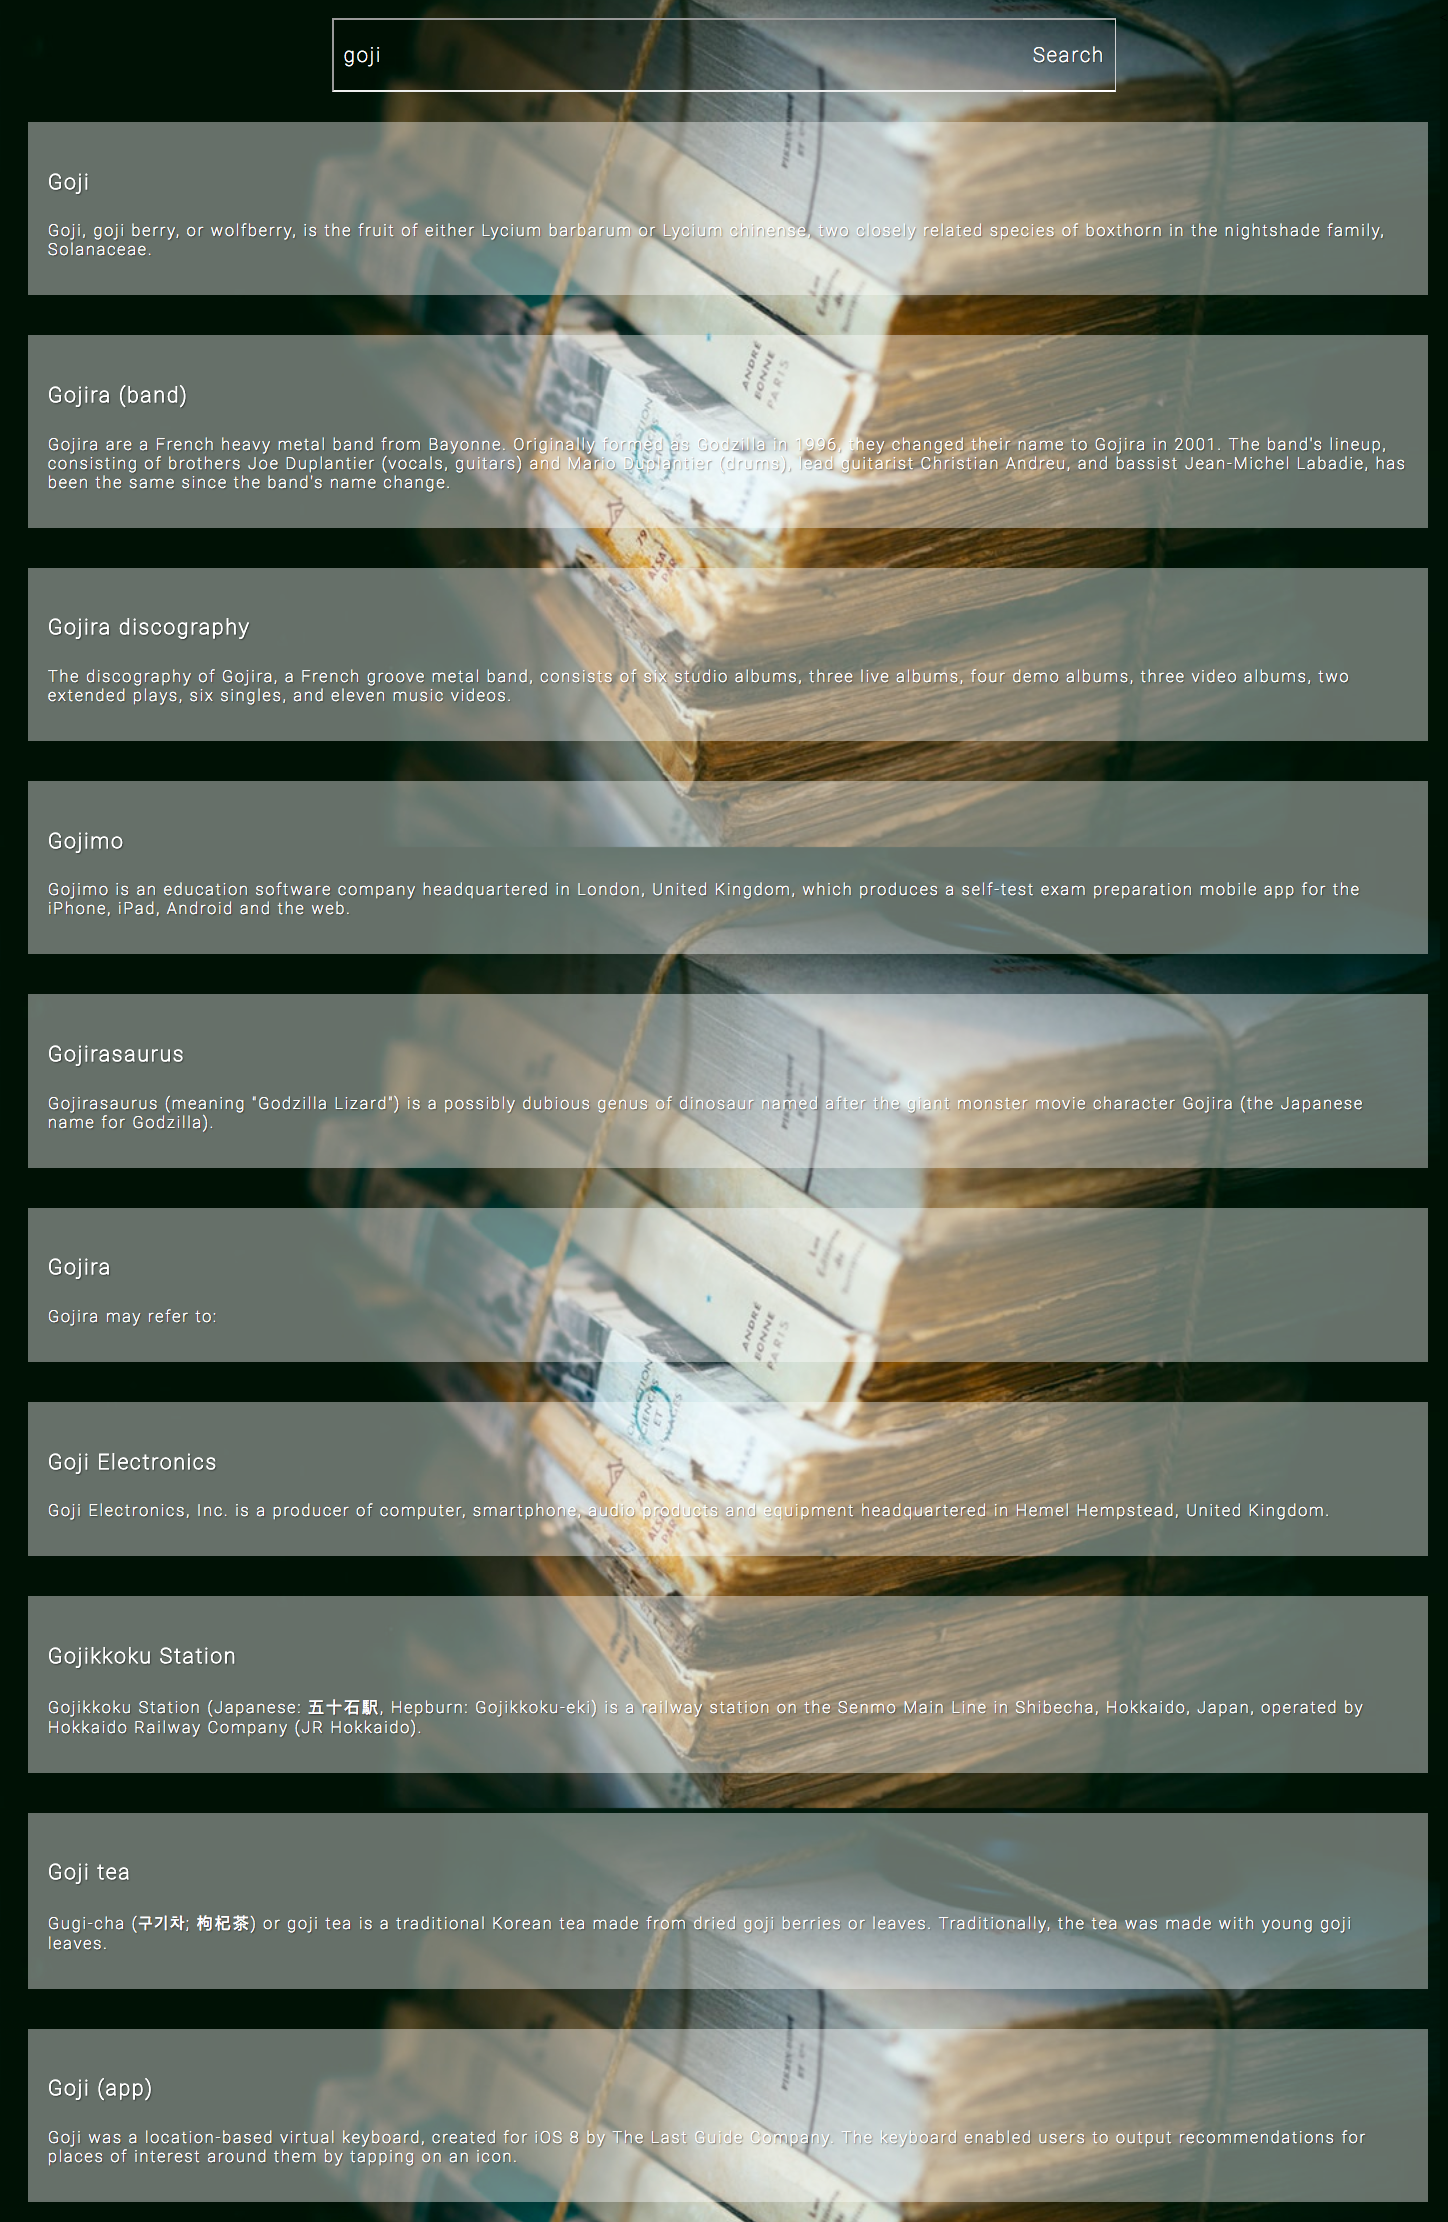 goji
Search
Goji
Goji, goji berry, or wolfberry, is the fruit of either Lycium barbarum or Lycium chinense, two closely related species of boxthorn in the nightshade family,
Solanaceae.
ANDRÉ
BONNE
PARIS
Gojira (band)
Gojira are a French heavy metal band from Bayonne. Originally formed as Godzilla in 1996, they changed their name to Gojira in 2001. The band's lineup,
consisting of brothers Joe Duplantier (vocals, guitars) and Mario Duplantier (drums), lead guitarist Christian Andreu, and bassist Jean-Michel Labadie, has
been the same since the band's name change.
Gojira discography
The discography of Gojira, a French groove metal band, consists of six studio albums, three live albums, four demo albums, three video albums, two
extended plays, six singles, and eleven music videos.
Gojimo
Gojimo is an education software company headquartered in London, United Kingdom, which produces a self-test exam preparation mobile app for the
iPhone, iPad, Android and the web.
Gojirasaurus
Gojirasaurus (meaning "Godzilla Lizard") is a possibly dubious genus of dinosaur named after the giant monster movie character Gojira (the Japanese
name for Godzilla).
Gojira
Gojira may refer to:
ANDRÉ
BONNE
PARIS
COLLECTION
ET
Goji Electronics
Goji Electronics, Inc. is a producer of computer, smartphone, audio products and equipment headquartered in Hemel Hempstead, United Kingdom.
Gojikkoku Station
Gojikkoku Station (Japanese: 五十石駅, Hepburn: Gojikkoku-eki) is a railway station on the Senmo Main Line in Shibecha, Hokkaido, Japan, operated by
Hokkaido Railway Company (JR Hokkaido).
Goji tea
Gugi-cha (구기차; 枸杞茶) or goji tea is a traditional Korean tea made from dried goji berries or leaves. Traditionally, the tea was made with young goji
leaves.
Goji (app)
Goji was a location-based virtual keyboard, created for iOS 8 by The Last Guide Company. The keyboard enabled users to output recommendations for
places of interest around them by tapping on an icon.